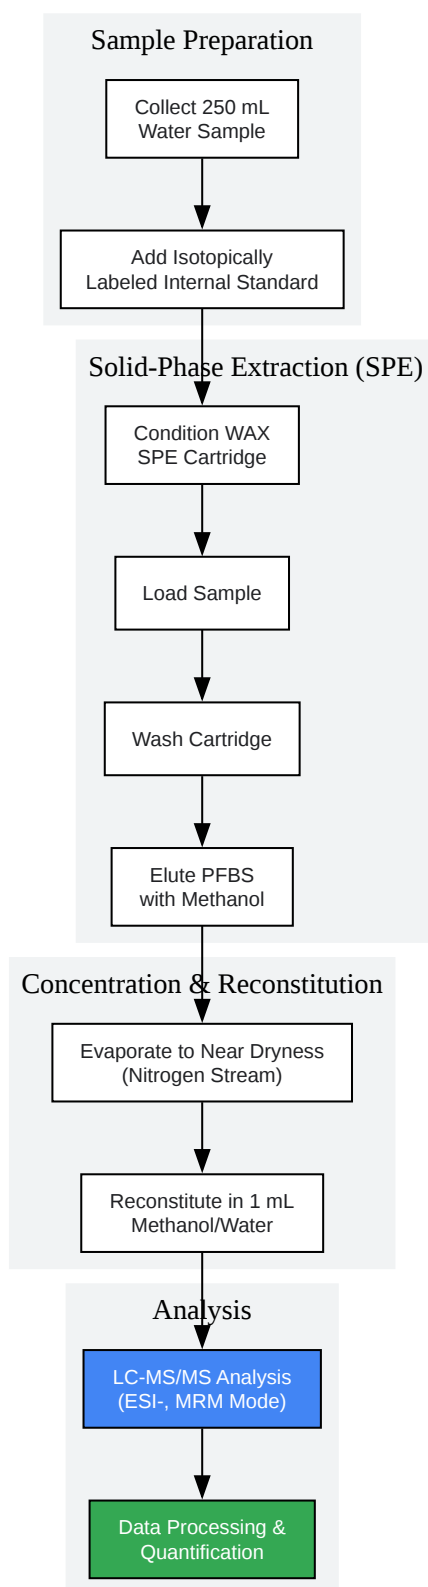 Sample Preparation
Collect 250 mL
Water Sample
Add Isotopically
Labeled Internal Standard
Solid-Phase Extraction (SPE)
Condition WAX
SPE Cartridge
Load Sample
Wash Cartridge
Elute PFBS
with Methanol
Concentration & Reconstitution
Evaporate to Near Dryness
(Nitrogen Stream)
Reconstitute in 1 mL
Methanol/Water
Analysis
LC-MS/MS Analysis
(ESI-, MRM Mode)
Data Processing &
Quantification